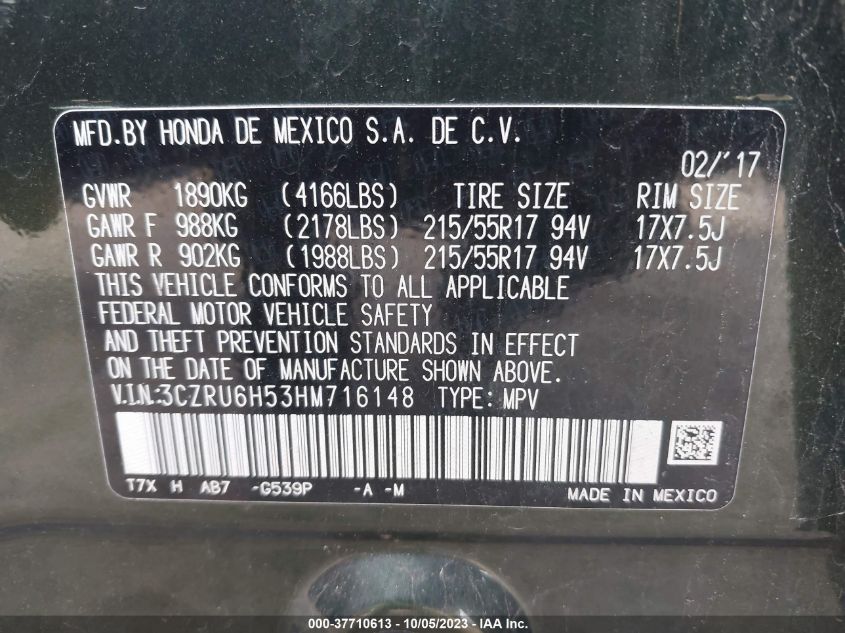 MFD.BY HONDA DE MEXICO S.A. DE C.V.
02/'17
GVWR 1890KG (4166LBS) TIRE SIZE RIM SIZE
GAWR F 988KG (2178LBS) 215/55R17 94V 17X7.5J
GAWR R 902KG (1988LBS) 215/55R17 94V 17X7.5J
THIS VEHICLE CONFORMS TO ALL APPLICABLE
FEDERAL MOTOR VEHICLE SAFETY
AND THEFT PREVENTION STANDARDS IN EFFECT
ON THE DATE OF MANUFACTURE SHOWN ABOVE.
V.I.N.:3CZRU6H53HM716148 TYPE: MPV
T7X H AB7 -G539P -A -M MADE IN MEXICO
000-37710613 - 10/05/2023 - IAA Inc.